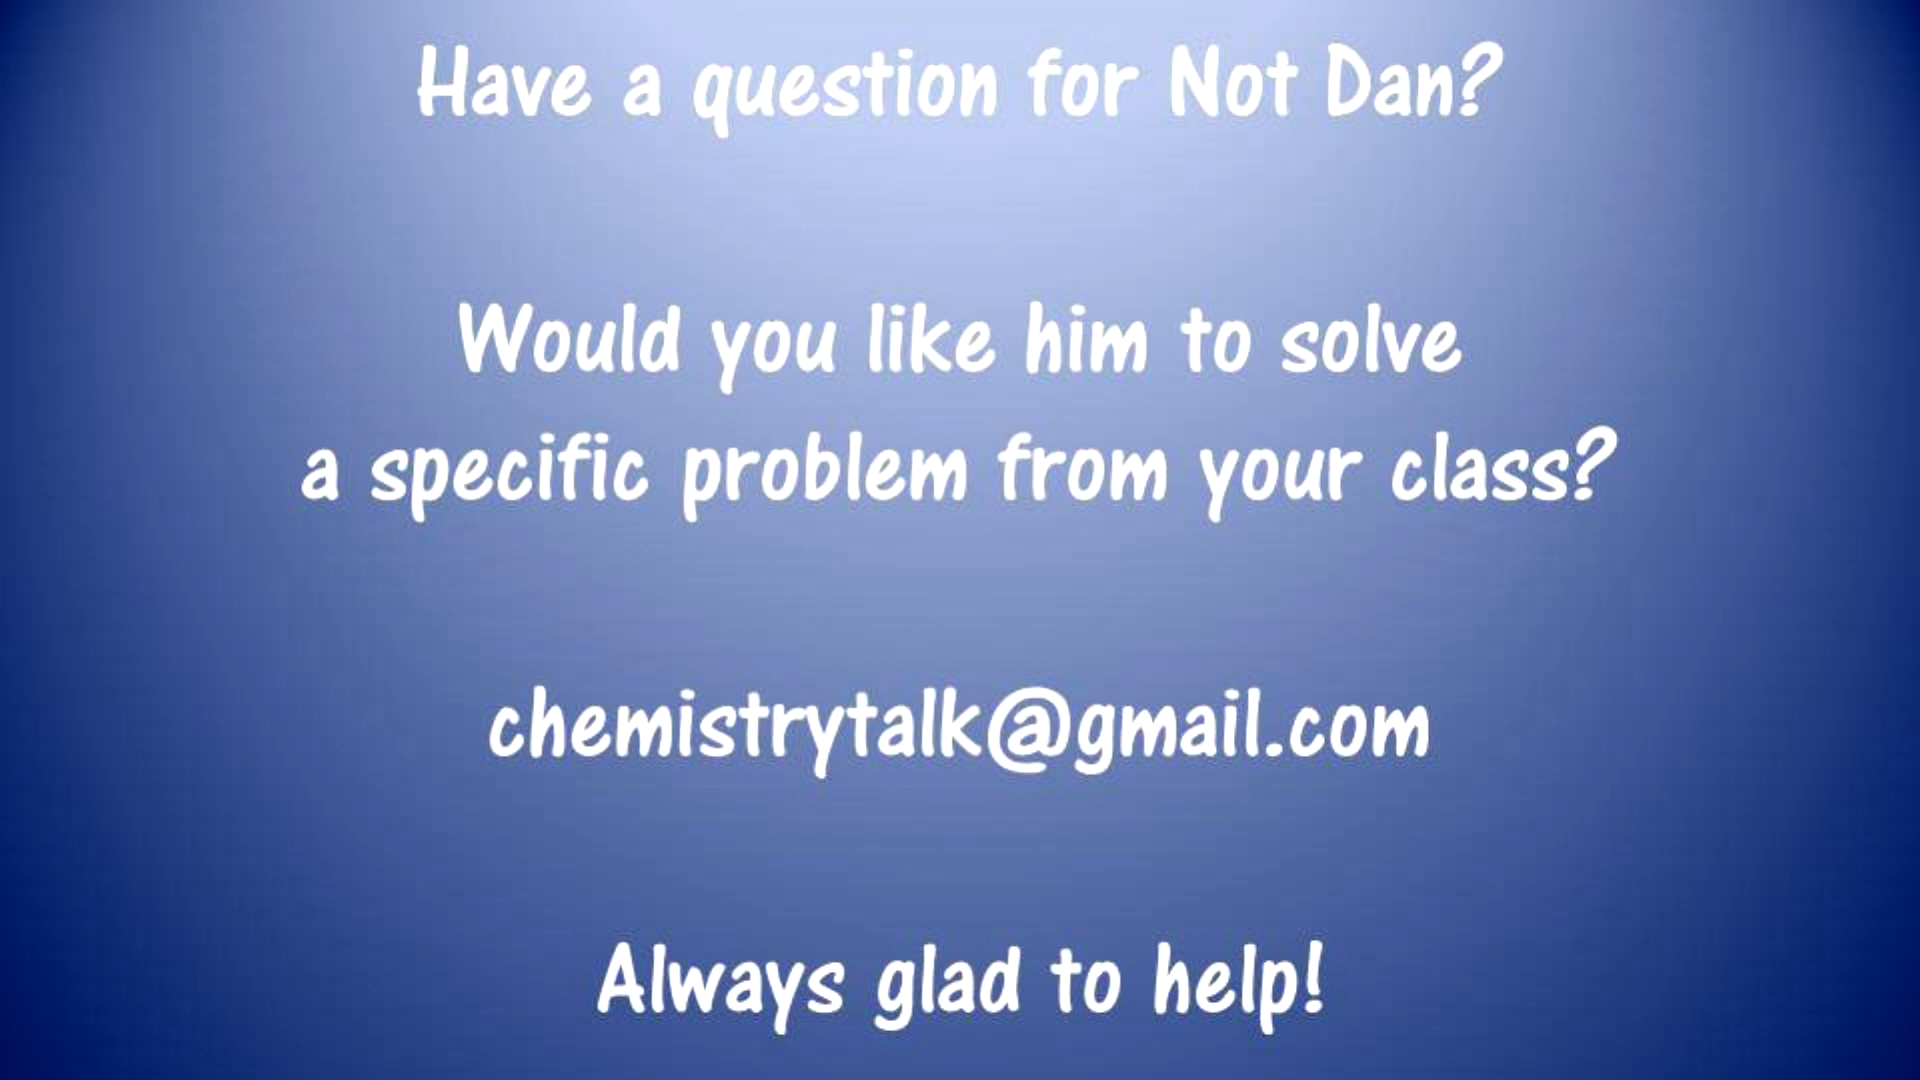 Have a question for Not Dan?
Would you like him to solve
a specific problem from your class?
chemistrytalk@gmail.com
Always glad to help!